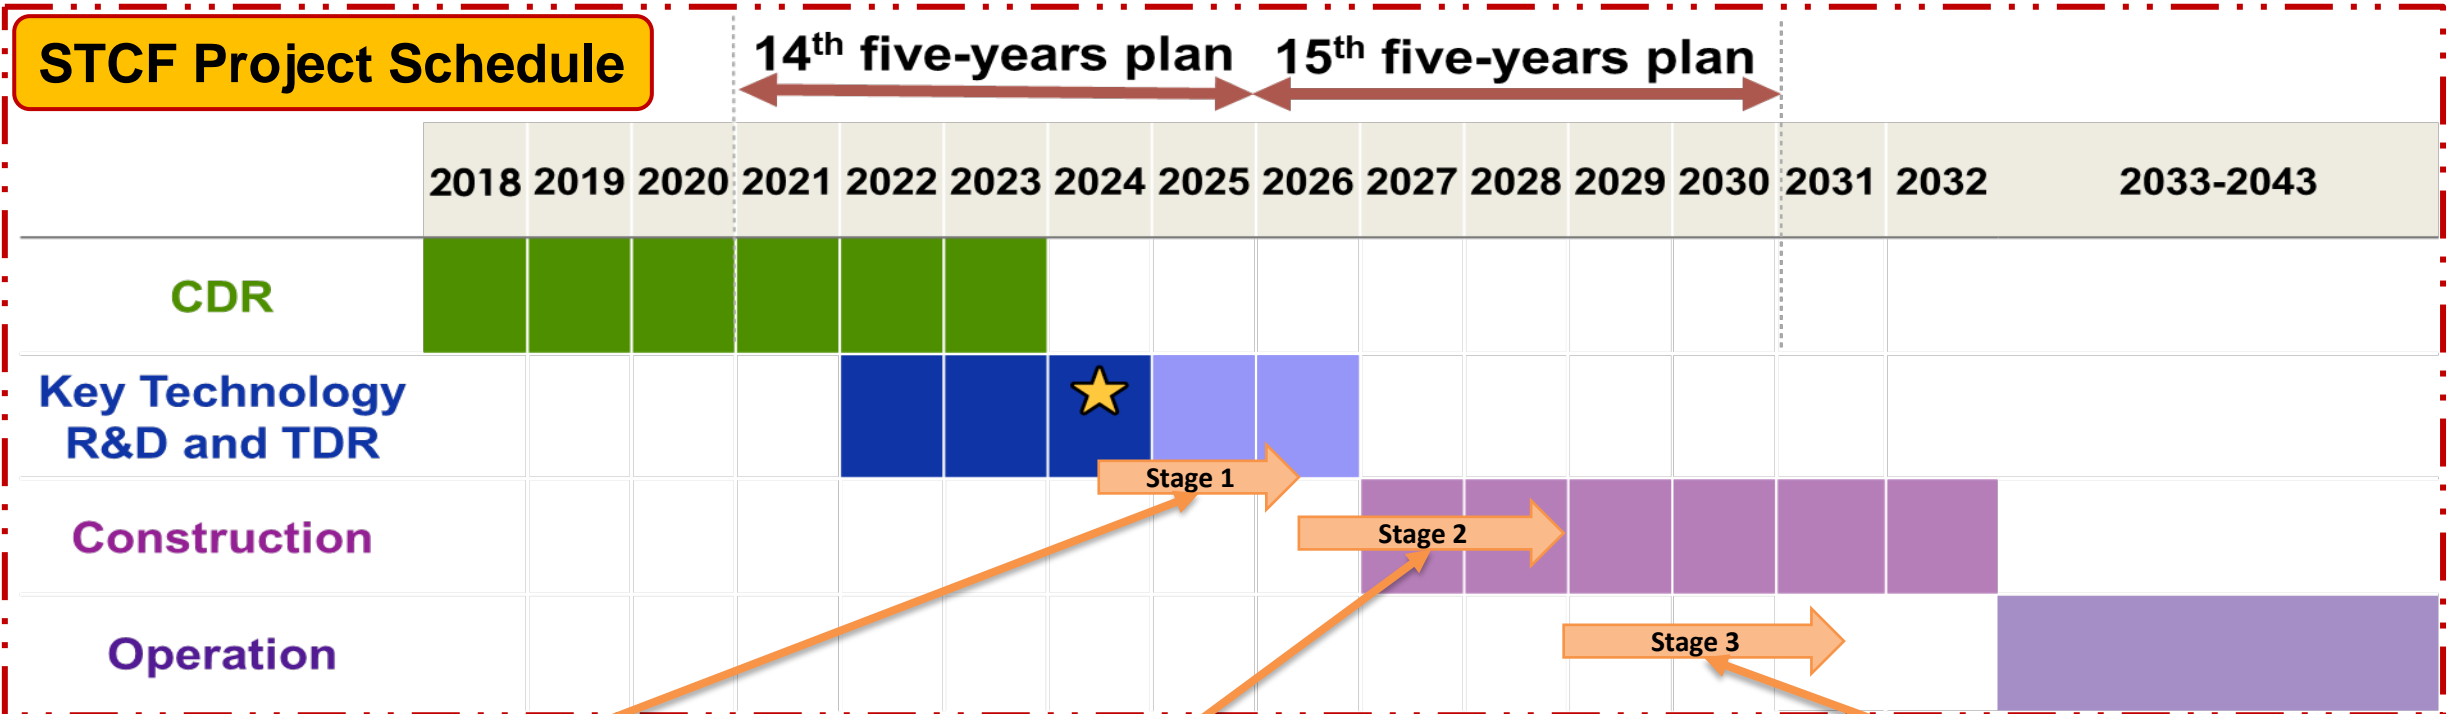 STCF Project Schedule
14th five-years plan
15th five-years plan
2018 2019 2020 2021 2022 2023 2024 2025 2026 2027 2028 2029 2030 2031 2032 2033-2043
CDR
Key Technology
R&D and TDR
Stage 1
Construction
Stage 2
Operation
Stage 3